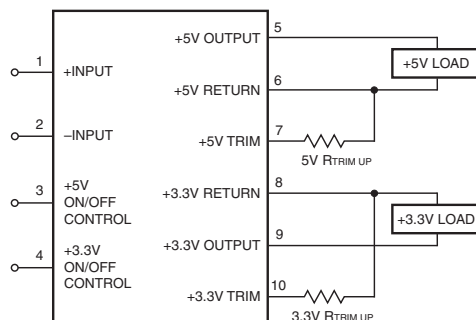 1
+INPUT
2
–INPUT
3
+5V
ON/OFF
CONTROL
4
+3.3V
ON/OFF
CONTROL
+5V OUTPUT
5
+5V LOAD
+5V RETURN
6
+5V TRIM
7
5V RTRIM UP
+3.3V RETURN
8
+3.3V LOAD
+3.3V OUTPUT
9
+3.3V TRIM
10
3.3V RTRIM UP